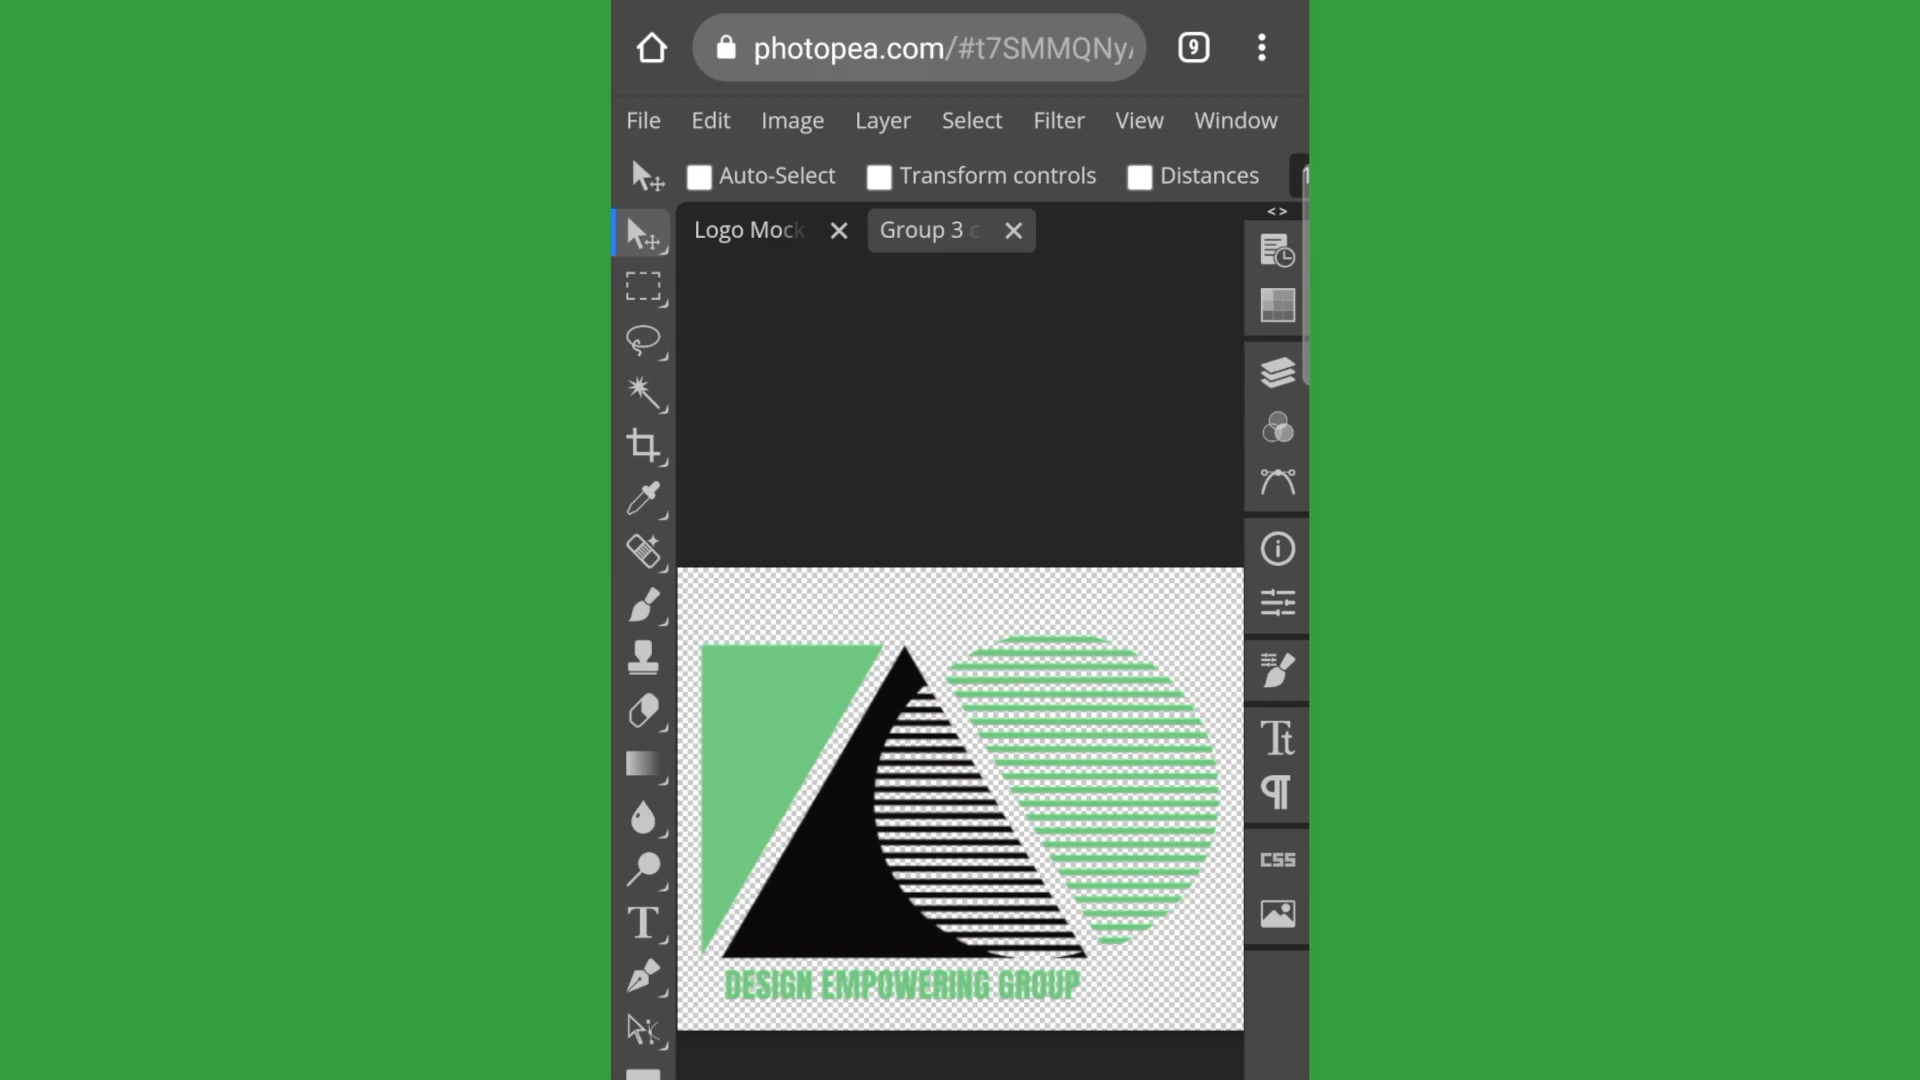 photopea.com/#t7SMMQNy
9
File Edit Image Layer Select Filter View Window
Auto-Select Transform controls Distances
Logo Mock
Group 3 c
Tt
CSS
T
DESIGN EMPOWERING GROUP